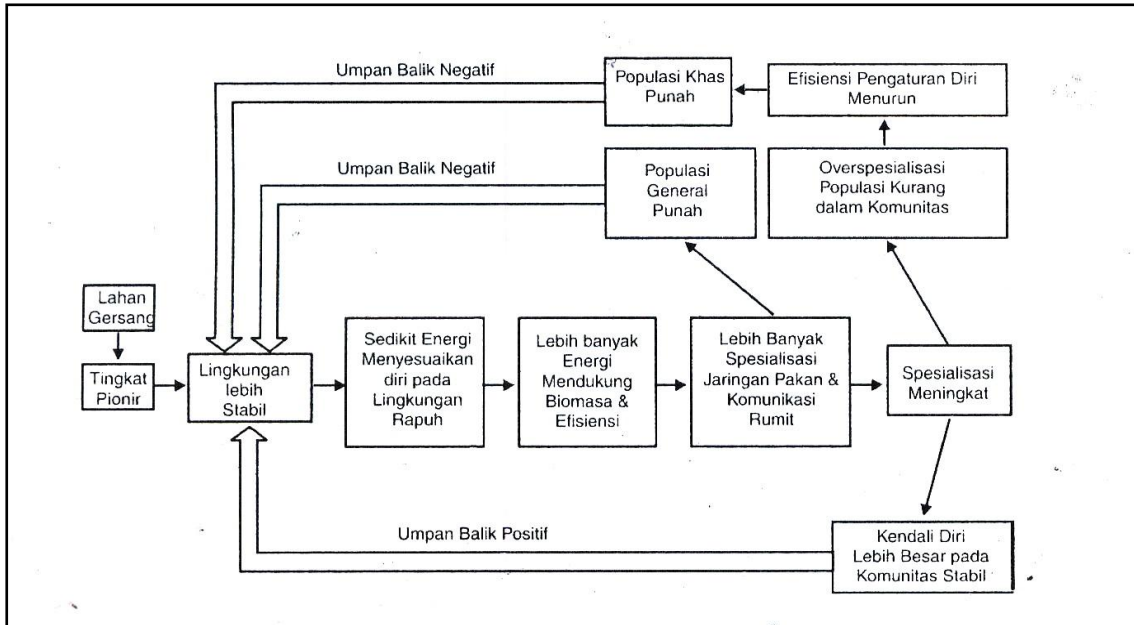 Umpan Balik Negatif
Populasi Khas
Punah
Efisiensi Pengaturan Diri
Menurun
Umpan Balik Negatif
Populasi
General
Punah
Overspesialisasi
Populasi Kurang
dalam Komunitas
Lahan
Gersang
Tingkat
Pionir
Lingkungan
lebih
Stabil
Sedikit Energi
Menyesuaikan
diri pada
Lingkungan
Rapuh
Lebih banyak
Energi
Mendukung
Biomasa &
Efisiensi
Lebih Banyak
Spesialisasi
Jaringan Pakan &
Komunikasi
Rumit
Spesialisasi
Meningkat
Umpan Balik Positif
Kendali Diri
Lebih Besar pada
Komunitas Stabil